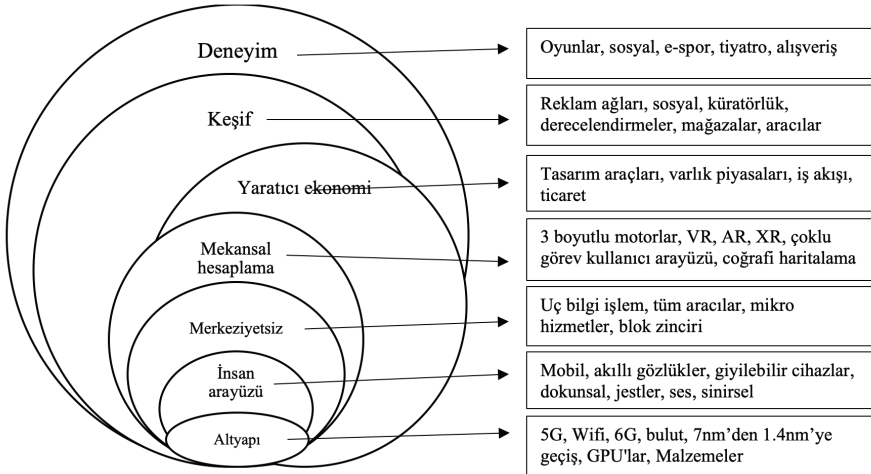 Deneyim
Oyunlar, sosyal, e-spor, tiyatro, alışveriş
Keşif
Reklam ağları, sosyal, küratörlük,
derecelendirmeler, mağazalar, aracılar
Yaratıcı ekonomi
Tasarım araçları, varlık piyasaları, iş akışı,
ticaret
Mekansal
hesaplama
3 boyutlu motorlar, VR, AR, XR, çoklu
görev kullanıcı arayüzü, coğrafi haritalama
Merkeziyetsiz
Uç bilgi işlem, tüm aracılar, mikro
hizmetler, blok zinciri
İnsan
arayüzü
Mobil, akıllı gözlükler, giyilebilir cihazlar,
dokunsal, jestler, ses, sinirsel
Altyapı
5G, Wifi, 6G, bulut, 7nm’den 1.4nm’ye
geçiş, GPU'lar, Malzemeler